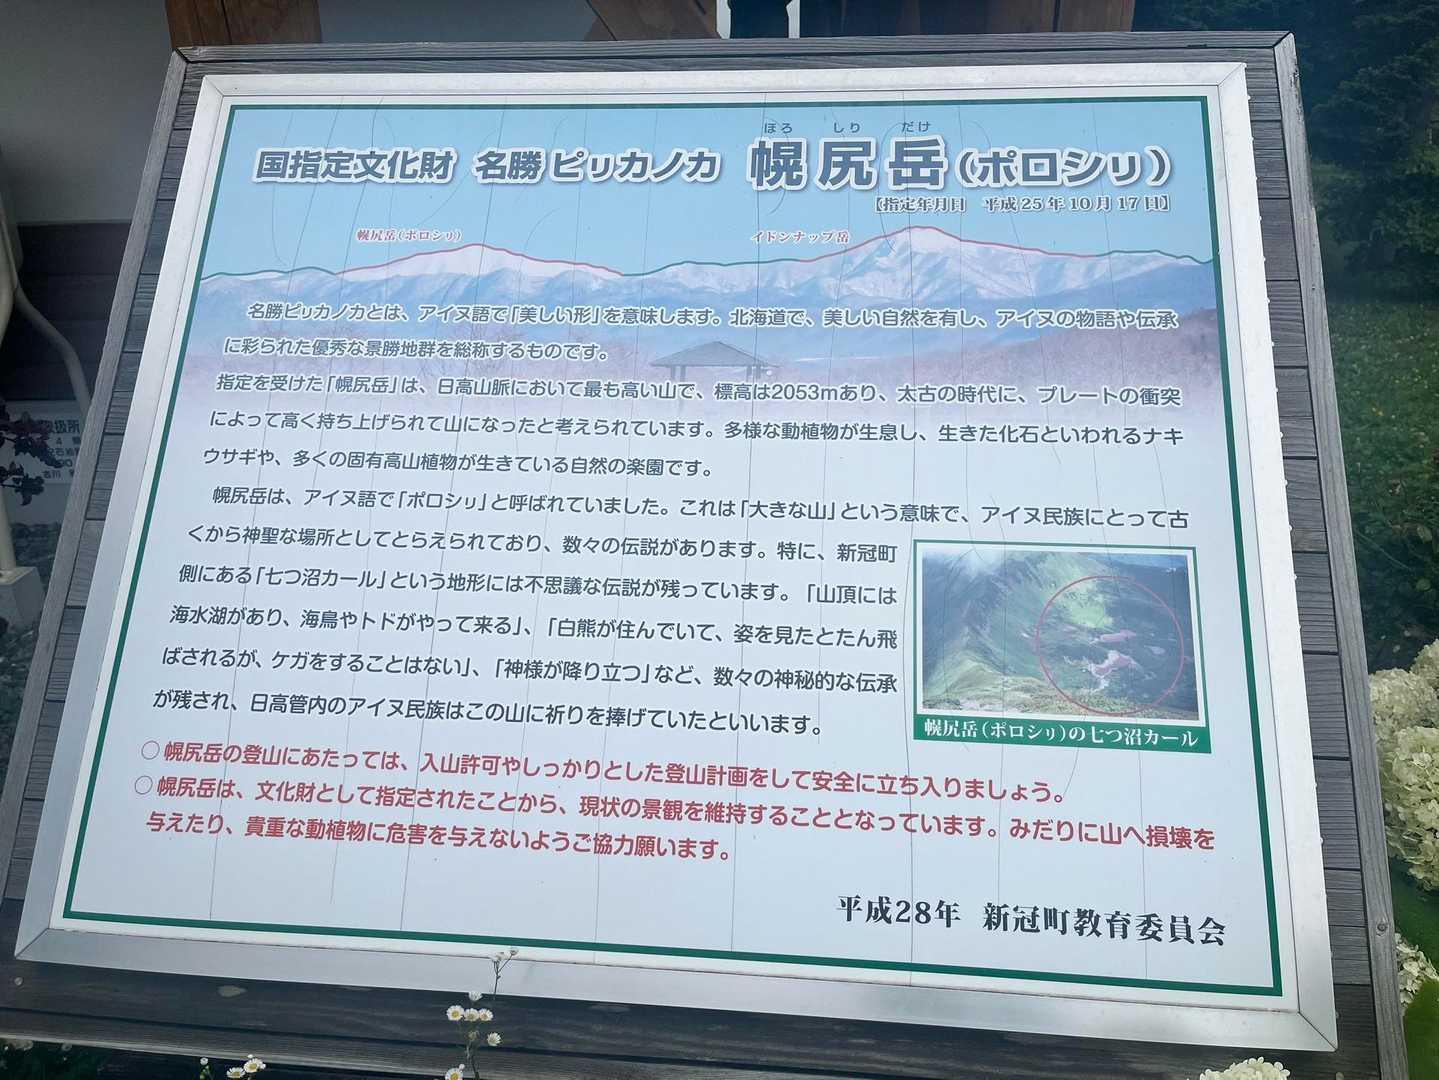 ほろ しり だけ
国指定文化財 名勝 ピㇼカノカ 幌尻岳（ポロシㇼ）
【指定年月日 平成25年10月17日】
幌尻岳（ポロシㇼ）
イドンナップ岳
名勝ピㇼカノカとは、アイヌ語で「美しい形」を意味します。北海道で、美しい自然を有し、アイヌの物語や伝承
に彩られた優秀な景勝地群を総称するものです。
指定を受けた「幌尻岳」は、日高山脈において最も高い山で、標高は2053mあり、太古の時代に、プレートの衝突
によって高く持ち上げられて山になったと考えられています。多様な動植物が生息し、生きた化石といわれるナキ
ウサギや、多くの固有高山植物が生きている自然の楽園です。
幌尻岳は、アイヌ語で「ポロシㇼ」と呼ばれていました。これは「大きな山」という意味で、アイヌ民族にとって古
くから神聖な場所としてとらえられており、数々の伝説があります。特に、新冠町
側にある「七つ沼カール」という地形には不思議な伝説が残っています。「山頂には
海水湖があり、海鳥やトドがやって来る」、「白熊が住んでいて、姿を見たとたん飛
ばされるが、ケガをすることはない」、「神様が降り立つ」など、数々の神秘的な伝承
が残され、日高管内のアイヌ民族はこの山に祈りを捧げていたといいます。
幌尻岳（ポロシㇼ）の七つ沼カール
○幌尻岳の登山にあたっては、入山許可やしっかりとした登山計画をして安全に立ち入りましょう。
○幌尻岳は、文化財として指定されたことから、現状の景観を維持することとなっています。みだりに山へ損壊を
与えたり、貴重な動植物に危害を与えないようご協力願います。
平成28年 新冠町教育委員会